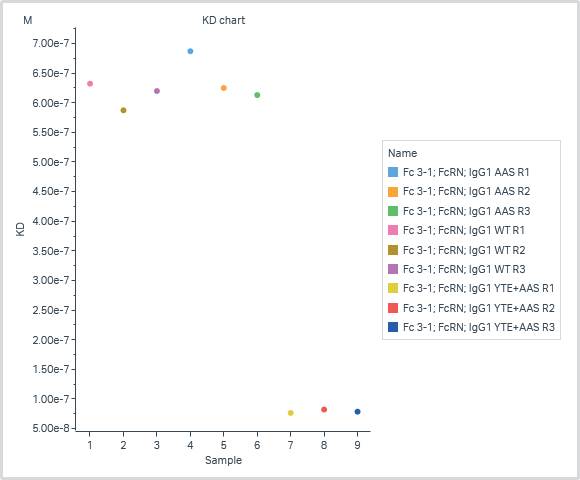 M
KD chart
7.00e-7
6.50e-7
6.00e-7
5.50e-7
5.00e-7
4.50e-7
4.00e-7
3.50e-7
3.00e-7
2.50e-7
2.00e-7
1.50e-7
1.00e-7
5.00e-8
KD
1 2 3 4 5 6 7 8 9
Sample
Name
Fc 3-1; FcRN; IgG1 AAS R1
Fc 3-1; FcRN; IgG1 AAS R2
Fc 3-1; FcRN; IgG1 AAS R3
Fc 3-1; FcRN; IgG1 WT R1
Fc 3-1; FcRN; IgG1 WT R2
Fc 3-1; FcRN; IgG1 WT R3
Fc 3-1; FcRN; IgG1 YTE+AAS R1
Fc 3-1; FcRN; IgG1 YTE+AAS R2
Fc 3-1; FcRN; IgG1 YTE+AAS R3